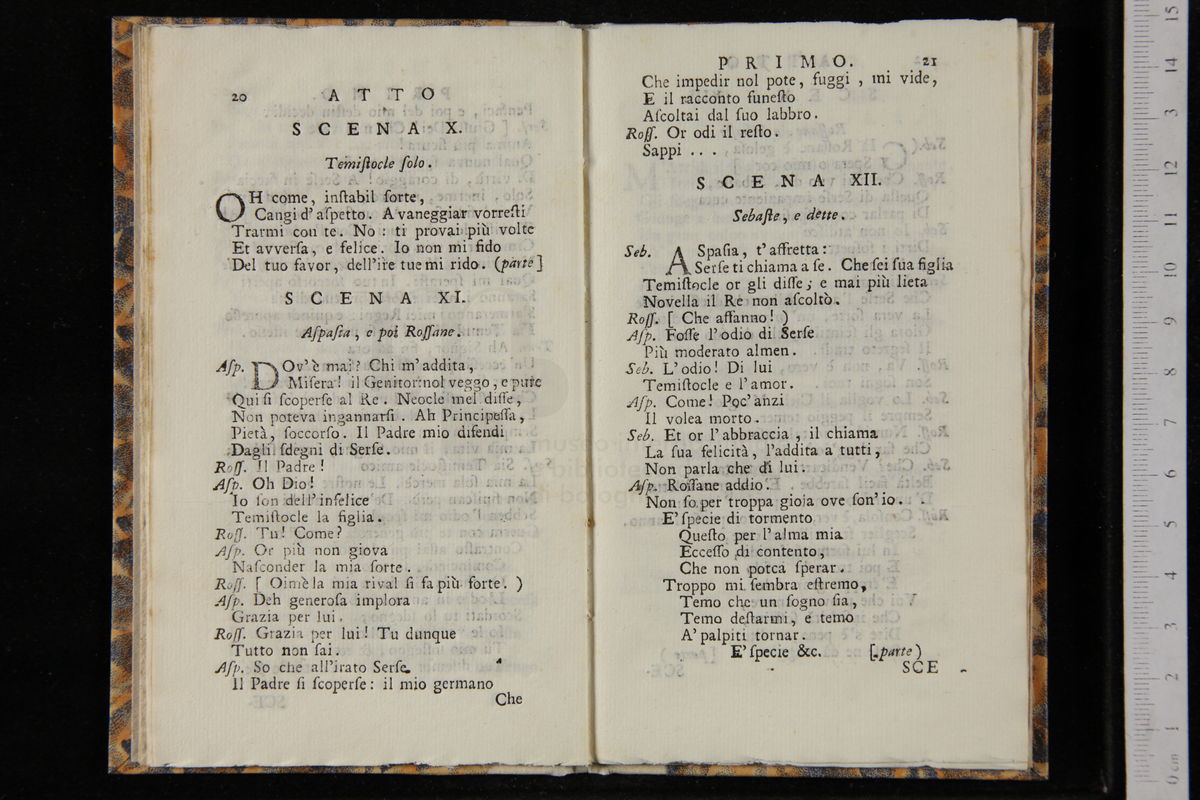 20 ATTO
SCENA X.
Temiſtocle ſolo.
OH come, inſtabil ſorte,
Cangi d' aſpetto. A vaneggiar vorreſti
Trarmi con te. No: ti provai più volte
Et avverſa, e felice. Io non mi fido
Del tuo favor, dell'ire tue mi rido. (parte]
SCENA XI.
Aſpaſia, e poi Roſſane.
Aſp. DOv' è mai? Chi m' addita,
Miſera! il Genitor: nol veggo, e pure
Qui ſi ſcoperſe al Re. Neocle mel diſſe,
Non poteva ingannarſi. Ah Principeſſa,
Pietà, ſoccorſo. Il Padre mio difendi
Dagli ſdegni di Serſe.
Roſſ. Il Padre!
Aſp. Oh Dio!
Io ſon dell' infelice
Temiſtocle la figlia.
Roſſ. Tu! Come?
Aſp. Or più non giova
Naſconder la mia ſorte.
Roſſ. [ Oimè la mia rival ſi fa più forte. )
Aſp. Deh generoſa implora
Grazia per lui.
Roſſ. Grazia per lui! Tu dunque
Tutto non ſai.
Aſp. So che all'irato Serſe
Il Padre ſi ſcoperſe: il mio germano
Che
PRIMO. 21
Che impedir nol pote, fuggi, mi vide,
E il racconto funeſto
Aſcoltai dal ſuo labbro.
Roſſ. Or odi il reſto.
Sappi ...
SCENA XII.
Sebaſte, e dette.
Seb. ASpaſia, t' affretta:
Serſe ti chiama a ſe. Che ſei ſua figlia
Temiſtocle or gli diſſe; e mai più lieta
Novella il Re non aſcoltò.
Roſſ. [ Che affanno! )
Aſp. Foſſe l' odio di Serſe
Più moderato almen.
Seb. L' odio! Di lui
Temiſtocle e l' amor.
Aſp. Come! Poc' anzi
Il volea morto.
Seb. Et or l' abbraccia, il chiama
La ſua felicità, l'addita a tutti,
Non parla che di lui.
Aſp. Roſſane addio.
Non ſo per troppa gioia ove ſon' io.
E' ſpecie di tormento
Queſto per l' alma mia
Ecceſſo di contento,
Che non potea ſperar.
Troppo mi ſembra eſtremo,
Temo che un ſogno ſia,
Temo deſtarmi, e temo
A' palpiti tornar.
E' ſpecie &c. [parte)
SCE